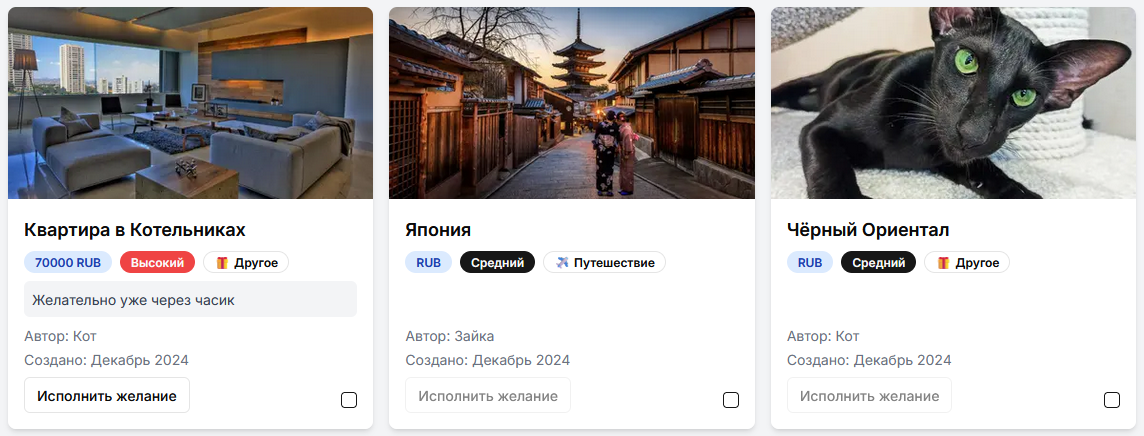 Квартира в Котельниках
70000 RUB Высокий Другое
Желательно уже через часик
Автор: Кот
Создано: Декабрь 2024
Исполнить желание
Япония
RUB Средний Путешествие
Автор: Зайка
Создано: Декабрь 2024
Исполнить желание
Чёрный Ориентал
RUB Средний Другое
Автор: Кот
Создано: Декабрь 2024
Исполнить желание